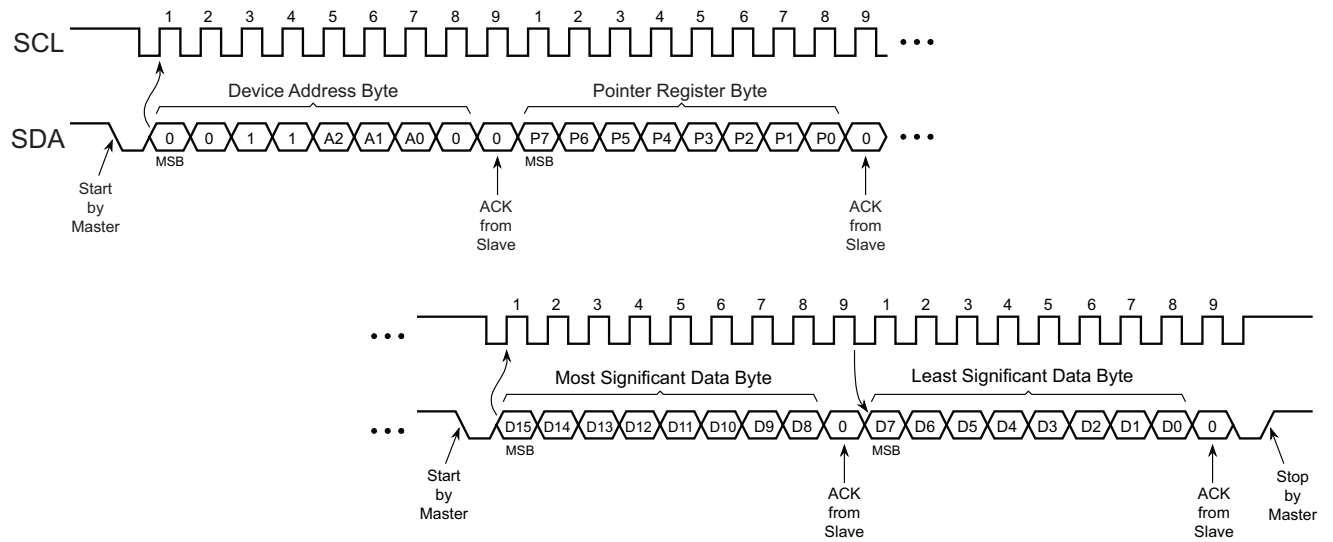 1 2 3 4 5 6 7 8 9 1 2 3 4 5 6 7 8 9
SCL
Device Address Byte Pointer Register Byte
SDA 0 0 1 1 A2 A1 A0 0 0 P7 P6 P5 P4 P3 P2 P1 P0 0
MSB MSB
Start
by
Master
ACK
from
Slave
ACK
from
Slave
1 2 3 4 5 6 7 8 9 1 2 3 4 5 6 7 8 9
Most Significant Data Byte Least Significant Data Byte
D15 D14 D13 D12 D11 D10 D9 D8 0 D7 D6 D5 D4 D3 D2 D1 D0 0
MSB MSB
Start
by
Master
ACK
from
Slave
ACK
from
Slave
Stop
by
Master